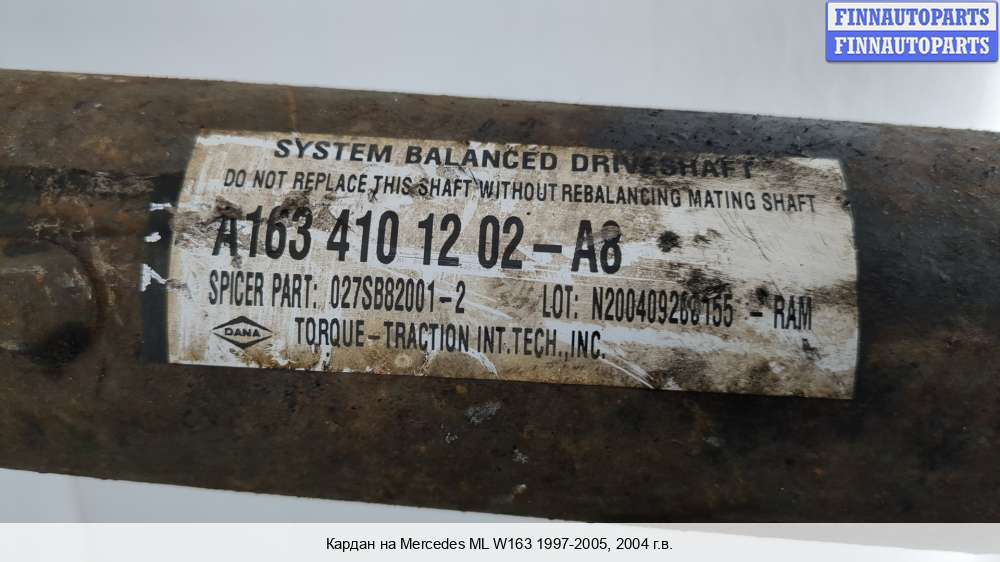 FINNAUTOPARTS
FINNAUTOPARTS
SYSTEM BALANCED DRIVESHAFT
DO NOT REPLACE THIS SHAFT WITHOUT REBALANCING MATING SHAFT
A163 410 12 02-A8
SPICER PART: 027SB82001-2 LOT: N200409280155 - RAM
DANA
TORQUE-TRACTION INT.TECH.,INC.
Кардан на Mercedes ML W163 1997-2005, 2004 г.в.